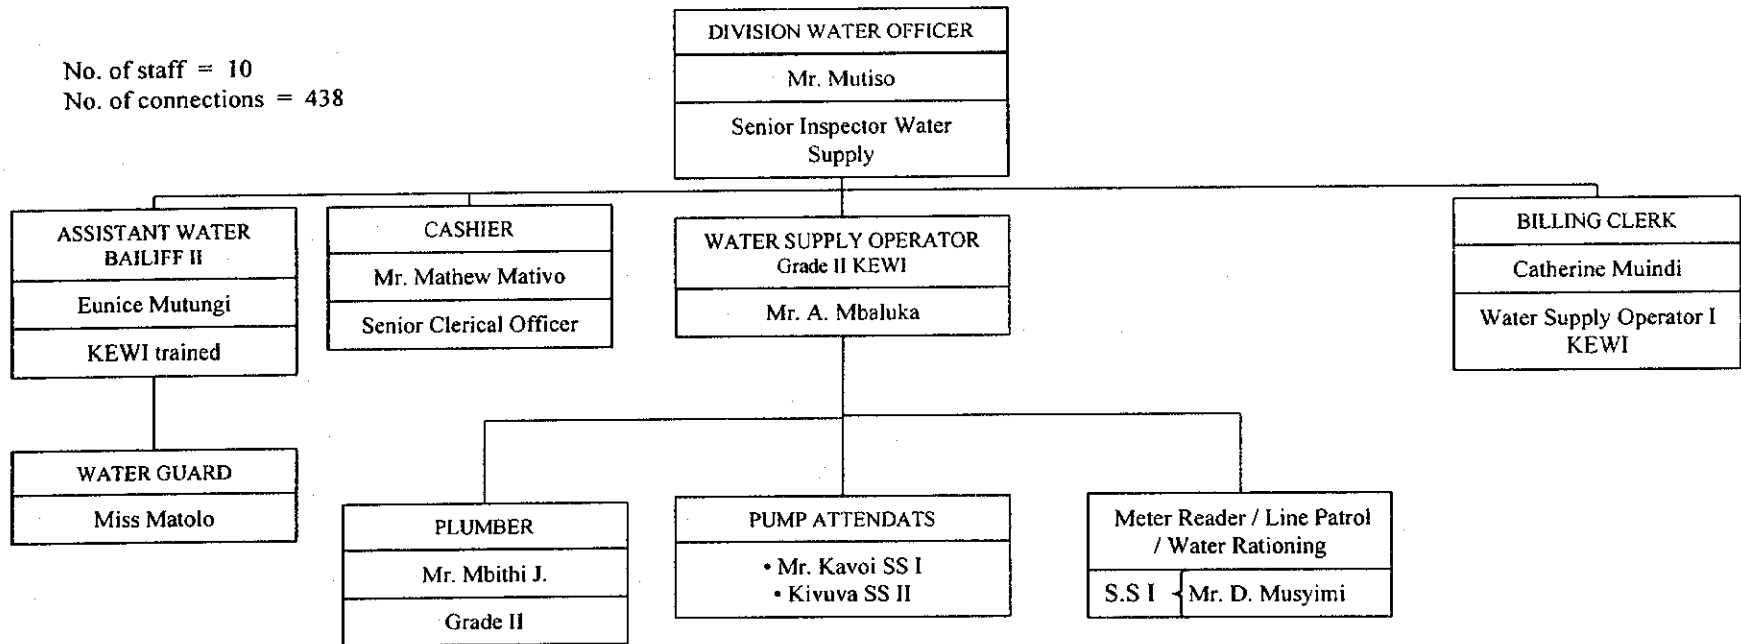 No. of staff = 10
No. of connections = 438
DIVISION WATER OFFICER
Mr. Mutiso
Senior Inspector Water
Supply
ASSISTANT WATER
BAILIFF II
Eunice Mutungi
KEWI trained
CASHIER
Mr. Mathew Mativo
Senior Clerical Officer
WATER SUPPLY OPERATOR
Grade II KEWI
Mr. A. Mbaluka
BILLING CLERK
Catherine Muindi
Water Supply Operator I
KEWI
WATER GUARD
Miss Matolo
PLUMBER
Mr. Mbithi J.
Grade II
PUMP ATTENDATS
• Mr. Kavoi SS I
• Kivuva SS II
Meter Reader / Line Patrol
/ Water Rationing
S.S I { Mr. D. Musyimi